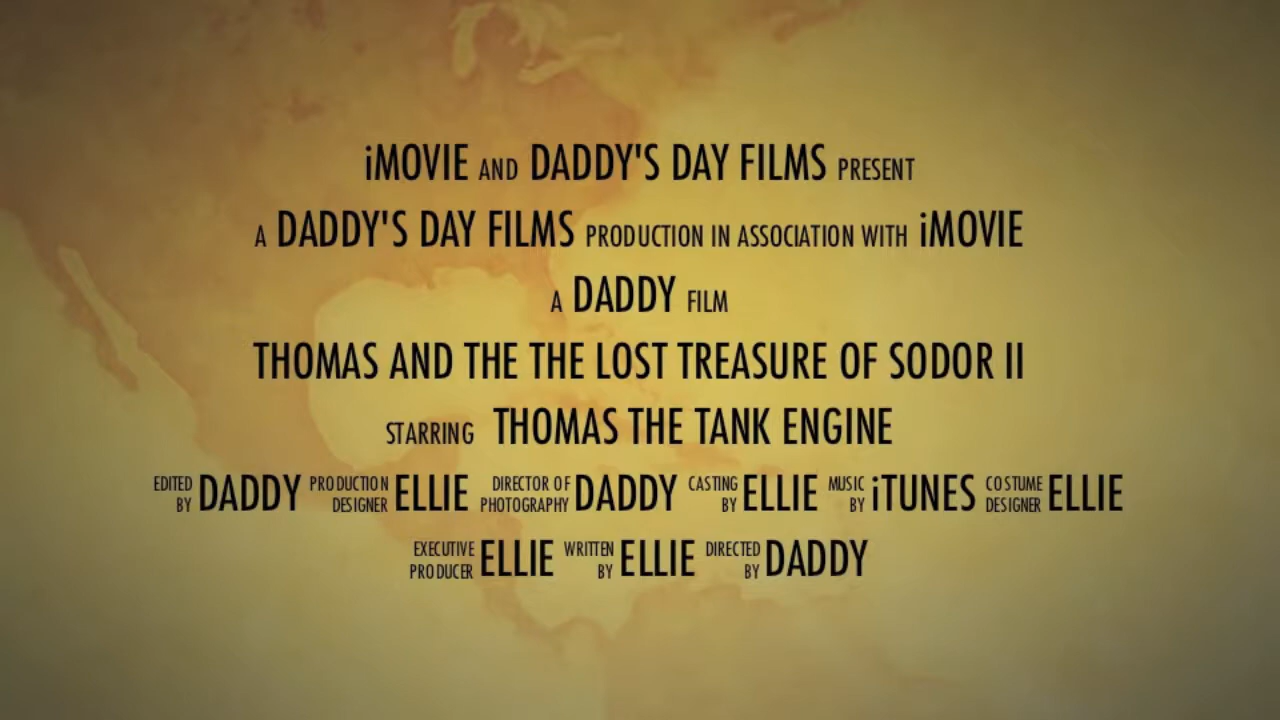 iMOVIE AND DADDY'S DAY FILMS PRESENT
A DADDY'S DAY FILMS PRODUCTION IN ASSOCIATION WITH iMOVIE
A DADDY FILM
THOMAS AND THE THE LOST TREASURE OF SODOR II
STARRING THOMAS THE TANK ENGINE
EDITED BY DADDY PRODUCTION DESIGNER ELLIE DIRECTOR OF PHOTOGRAPHY DADDY CASTING BY ELLIE MUSIC BY iTUNES COSTUME DESIGNER ELLIE
EXECUTIVE PRODUCER ELLIE WRITTEN BY ELLIE DIRECTED BY DADDY